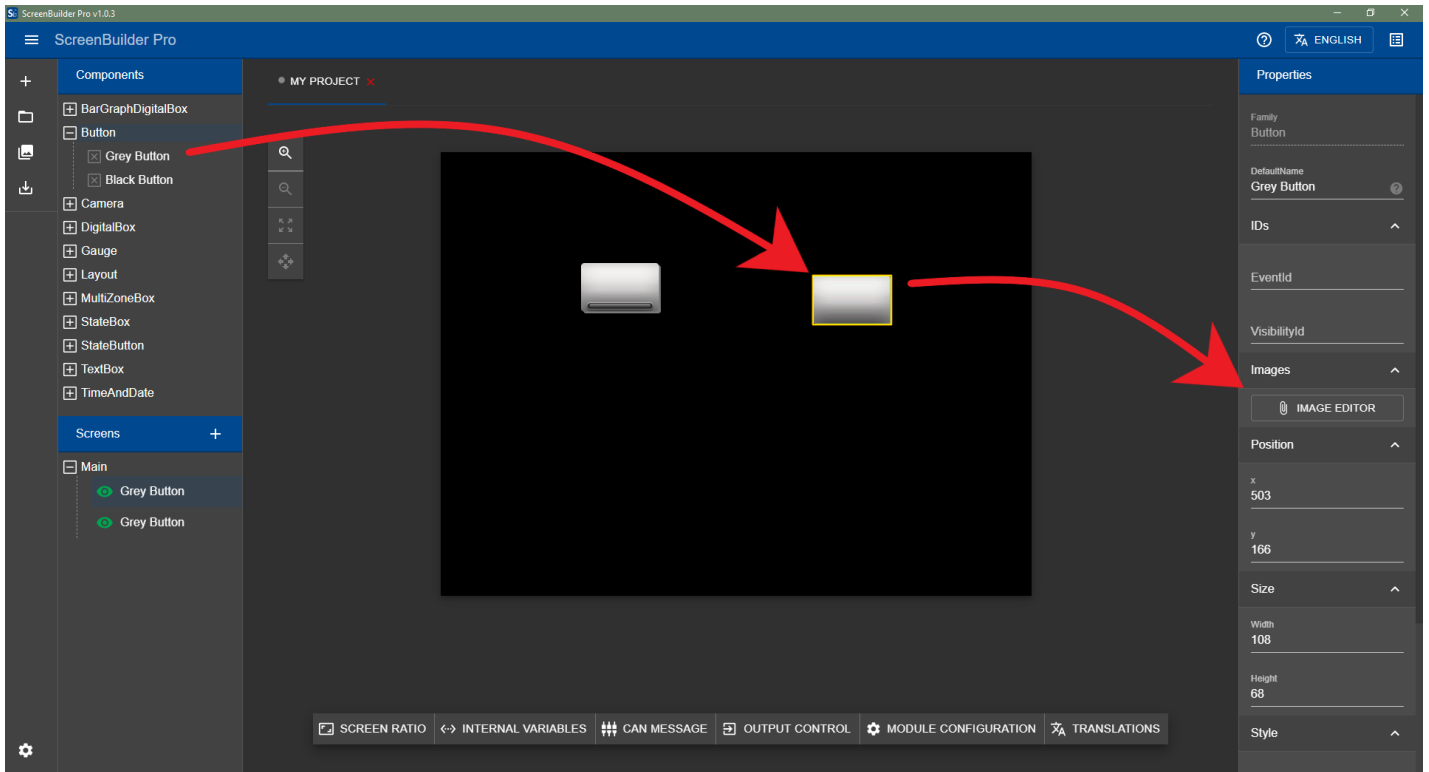 ScreenBuilder Pro v1.0.3
ScreenBuilder Pro
ENGLISH
Components
BarGraphDigitalBox
Button
Grey Button
Black Button
Camera
DigitalBox
Gauge
Layout
MultiZoneBox
StateBox
StateButton
TextBox
TimeAndDate
Screens
Main
Grey Button
Grey Button
MY PROJECT
SCREEN RATIO
INTERNAL VARIABLES
CAN MESSAGE
OUTPUT CONTROL
MODULE CONFIGURATION
TRANSLATIONS
Properties
Family
Button
DefaultName
Grey Button
IDs
EventId
VisibilityId
Images
IMAGE EDITOR
Position
x
503
y
166
Size
Width
108
Height
68
Style